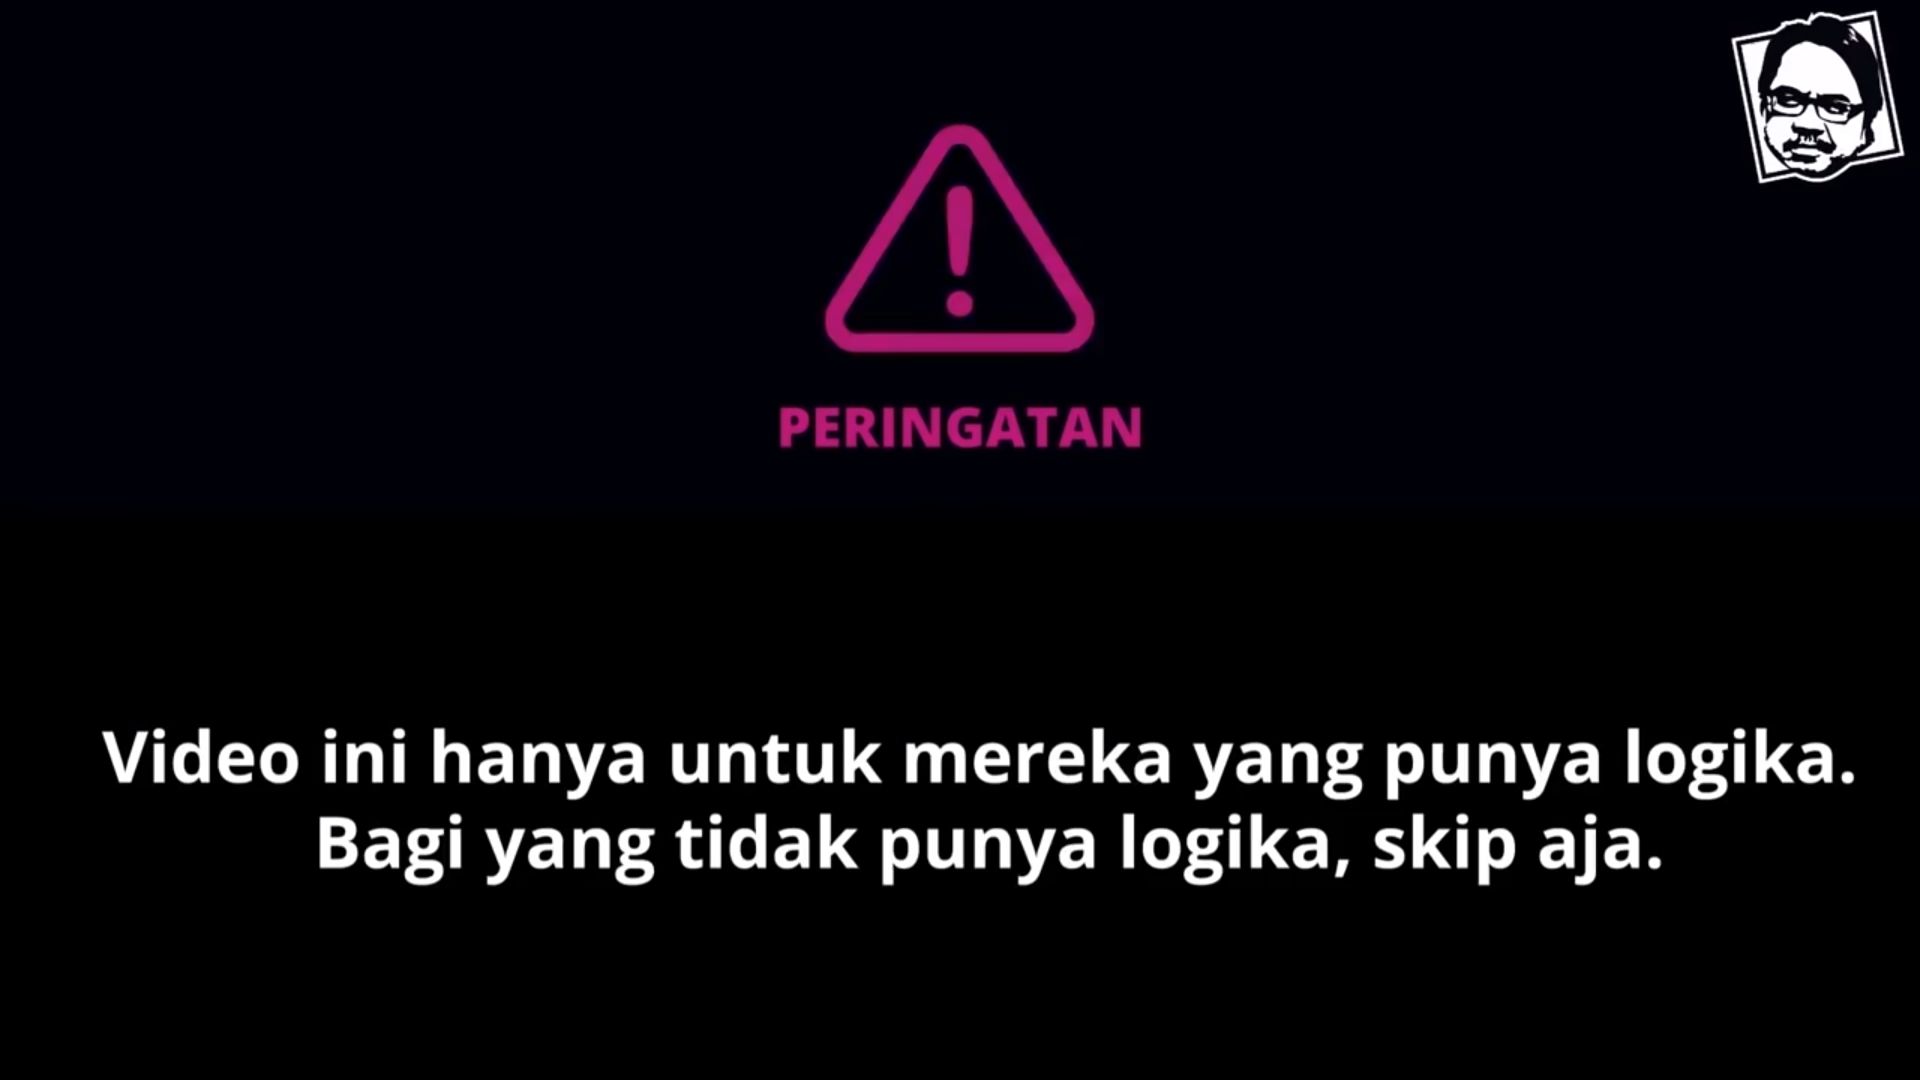 PERINGATAN
Video ini hanya untuk mereka yang punya logika.
Bagi yang tidak punya logika, skip aja.